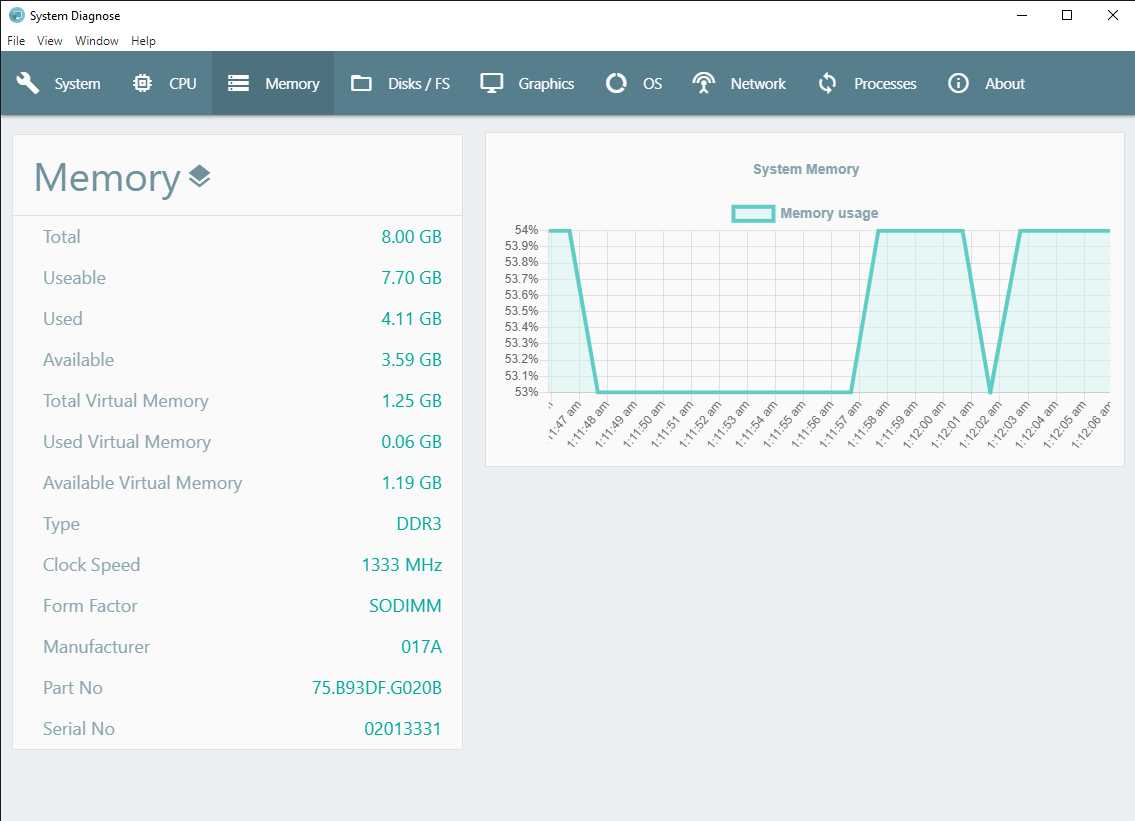 System Diagnose
File View Window Help
System CPU Memory Disks / FS Graphics OS Network Processes About
Memory
Total 8.00 GB
Useable 7.70 GB
Used 4.11 GB
Available 3.59 GB
Total Virtual Memory 1.25 GB
Used Virtual Memory 0.06 GB
Available Virtual Memory 1.19 GB
Type DDR3
Clock Speed 1333 MHz
Form Factor SODIMM
Manufacturer 017A
Part No 75.B93DF.G020B
Serial No 02013331
System Memory
Memory usage
54%
53.9%
53.8%
53.7%
53.6%
53.5%
53.4%
53.3%
53.2%
53.1%
53%
:11:47 am
1:11:48 am
1:11:49 am
1:11:50 am
1:11:51 am
1:11:52 am
1:11:53 am
1:11:54 am
1:11:55 am
1:11:56 am
1:11:57 am
1:11:58 am
1:11:59 am
1:12:00 am
1:12:01 am
1:12:02 am
1:12:03 am
1:12:04 am
1:12:05 am
1:12:06 am